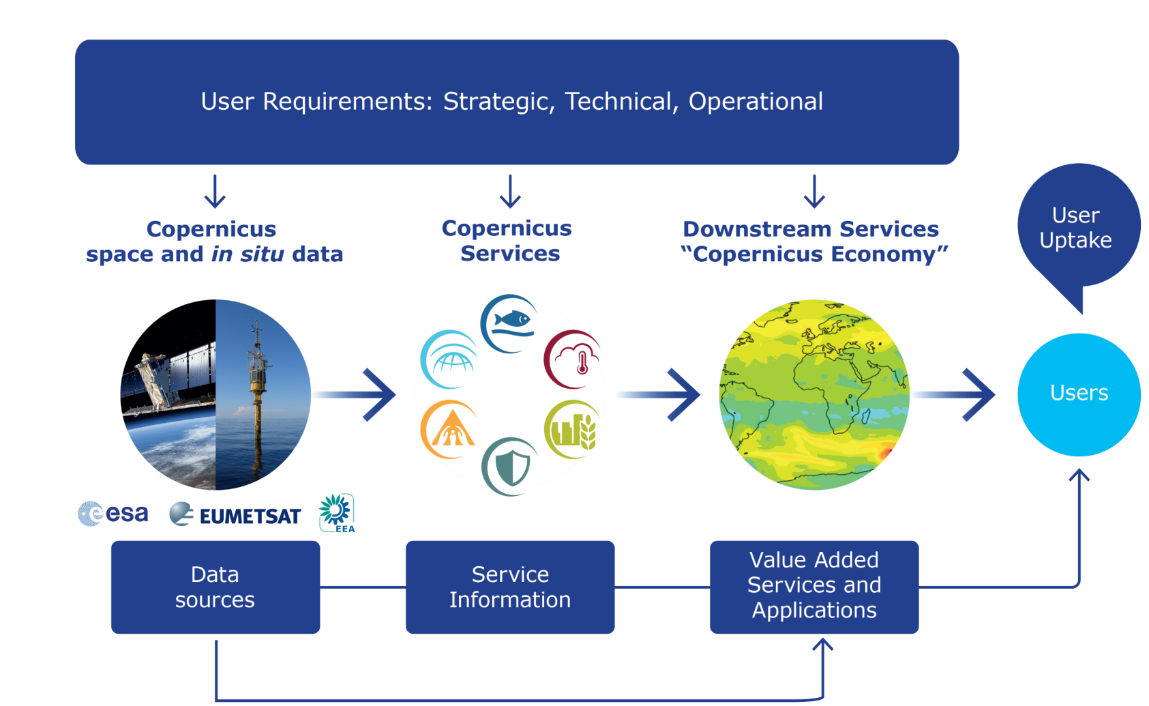 User Requirements: Strategic, Technical, Operational
Copernicus
space and in situ data
Copernicus
Services
Downstream Services
“Copernicus Economy”
User
Uptake
Users
esa
EUMETSAT
EEA
Data
sources
Service
Information
Value Added
Services and
Applications